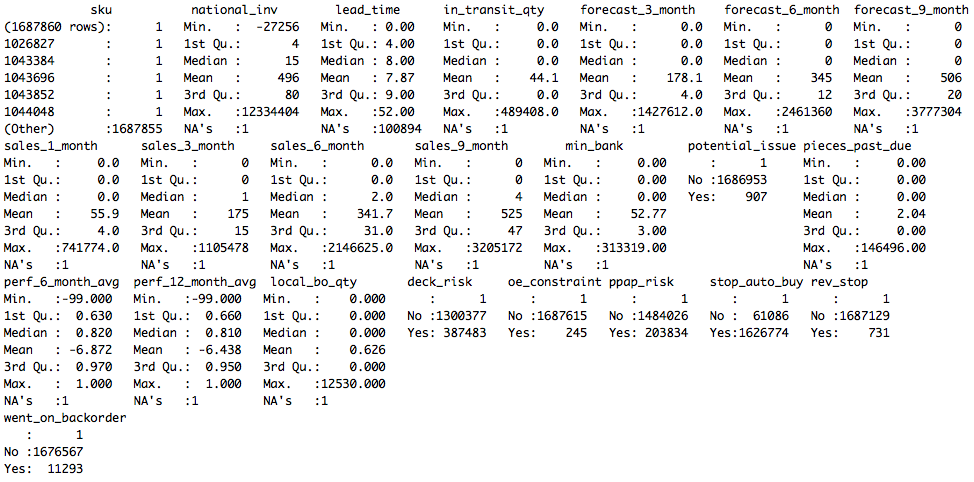 sku national_inv lead_time in_transit_qty forecast_3_month forecast_6_month forecast_9_month
(1687860 rows): 1 Min. : -27256 Min. : 0.00 Min. : 0.0 Min. : 0.0 Min. : 0 Min. : 0
1026827 : 1 1st Qu.: 4 1st Qu.: 4.00 1st Qu.: 0.0 1st Qu.: 0.0 1st Qu.: 0 1st Qu.: 0
1043384 : 1 Median : 15 Median : 8.00 Median : 0.0 Median : 0.0 Median : 0 Median : 0
1043696 : 1 Mean : 496 Mean : 7.87 Mean : 44.1 Mean : 178.1 Mean : 345 Mean : 506
1043852 : 1 3rd Qu.: 80 3rd Qu.: 9.00 3rd Qu.: 0.0 3rd Qu.: 4.0 3rd Qu.: 12 3rd Qu.: 20
1044048 : 1 Max. :12334404 Max. :52.00 Max. :489408.0 Max. :1427612.0 Max. :2461360 Max. :3777304
(Other) :1687855 NA's :1 NA's :100894 NA's :1 NA's :1 NA's :1 NA's :1
sales_1_month sales_3_month sales_6_month sales_9_month min_bank potential_issue pieces_past_due
Min. : 0.0 Min. : 0 Min. : 0.0 Min. : 0 Min. : 0.00 : 1 Min. : 0.00
1st Qu.: 0.0 1st Qu.: 0 1st Qu.: 0.0 1st Qu.: 0 1st Qu.: 0.00 No :1686953 1st Qu.: 0.00
Median : 0.0 Median : 1 Median : 2.0 Median : 4 Median : 0.00 Yes: 907 Median : 0.00
Mean : 55.9 Mean : 175 Mean : 341.7 Mean : 525 Mean : 52.77 Mean : 2.04
3rd Qu.: 4.0 3rd Qu.: 15 3rd Qu.: 31.0 3rd Qu.: 47 3rd Qu.: 3.00 3rd Qu.: 0.00
Max. :741774.0 Max. :1105478 Max. :2146625.0 Max. :3205172 Max. :313319.00 Max. :146496.00
NA's :1 NA's :1 NA's :1 NA's :1 NA's :1 NA's :1
perf_6_month_avg perf_12_month_avg local_bo_qty deck_risk oe_constraint ppap_risk stop_auto_buy rev_stop
Min. :-99.000 Min. :-99.000 Min. : 0.000 : 1 : 1 : 1 : 1 : 1
1st Qu.: 0.630 1st Qu.: 0.660 1st Qu.: 0.000 No :1300377 No :1687615 No :1484026 No : 61086 No :1687129
Median : 0.820 Median : 0.810 Median : 0.000 Yes: 387483 Yes: 245 Yes: 203834 Yes:1626774 Yes: 731
Mean : -6.872 Mean : -6.438 Mean : 0.626
3rd Qu.: 0.970 3rd Qu.: 0.950 3rd Qu.: 0.000
Max. : 1.000 Max. : 1.000 Max. :12530.000
NA's :1 NA's :1 NA's :1
went_on_backorder
: 1
No :1676567
Yes: 11293